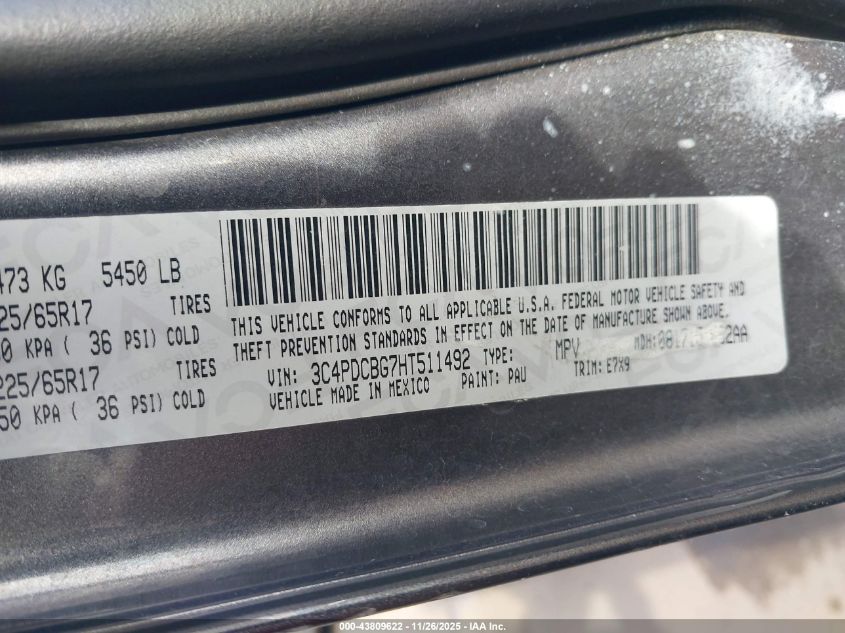 473 KG 5450 LB
25/65R17 TIRES
0 KPA ( 36 PSI) COLD
225/65R17 TIRES
50 KPA ( 36 PSI) COLD
THIS VEHICLE CONFORMS TO ALL APPLICABLE U.S.A. FEDERAL MOTOR VEHICLE SAFETY AND
THEFT PREVENTION STANDARDS IN EFFECT ON THE DATE OF MANUFACTURE SHOWN ABOVE.
VIN: 3C4PDCBG7HT511492 TYPE: MPV MDH:
VEHICLE MADE IN MEXICO PAINT: PAU TRIM: E7X9
000-43809622 - 11/26/2025 - IAA Inc.